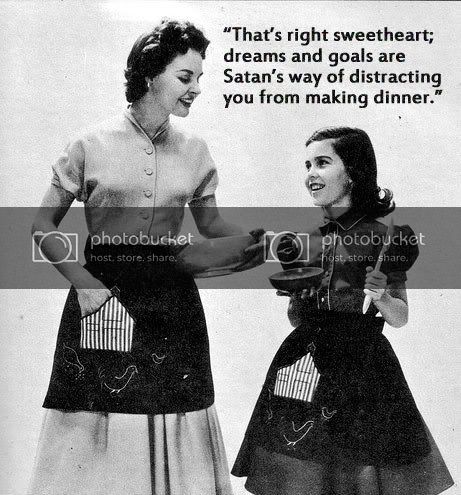 “That’s right sweetheart;
dreams and goals are
Satan’s way of distracting
you from making dinner.”
photobucket
host. store. share.
photobucket
host. store. share.